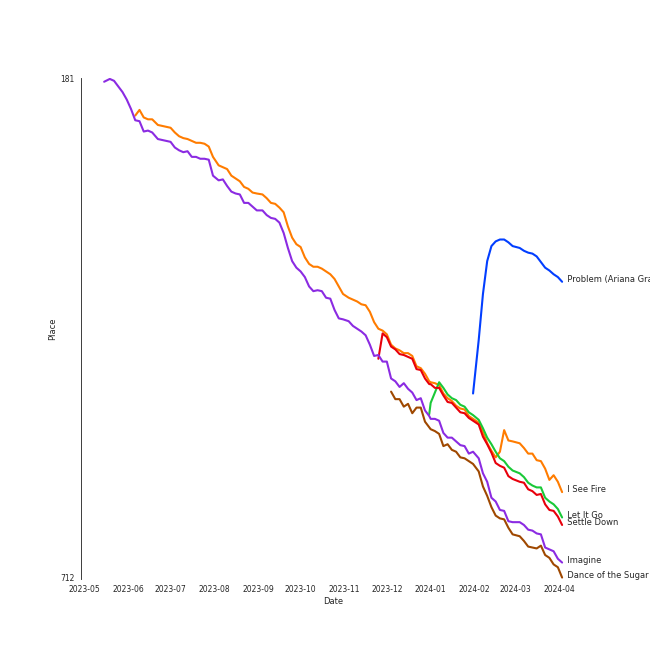 181
Problem (Ariana Gra
Place
I See Fire
Let It Go
Settle Down
Imagine
Dance of the Sugar
712
2023-05 2023-06 2023-07 2023-08 2023-09 2023-10 2023-11 2023-12 2024-01 2024-02 2024-03 2024-04
Date